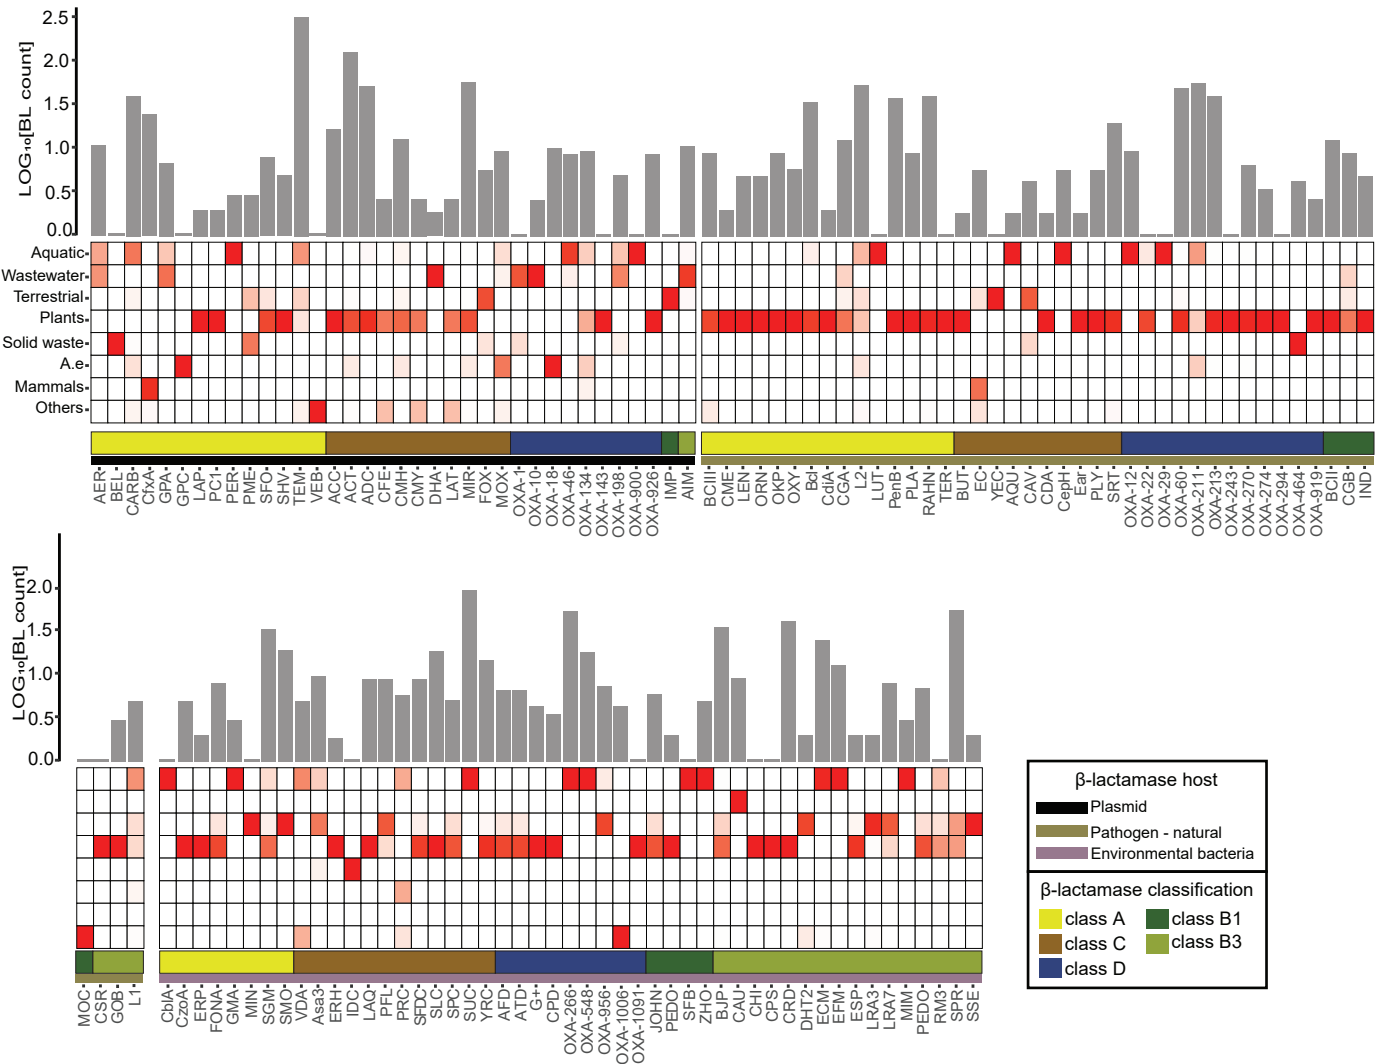 LOG₁₀[BL count]
2.5
2.0
1.5
1.0
0.5
0.0
Aquatic
Wastewater
Terrestrial
Plants
Solid waste
A.e
Mammals
Others
AER BEL CARB CfxA GPA GPC LAP PC1 PER PME SFO SHV TEM VEB ACC ACT ADC CFE CMH CMY DHA LAT MIR FOX MOX OXA-1 OXA-10 OXA-18 OXA-46 OXA-134 OXA-143 OXA-198 OXA-900 OXA-926 IMP AIM
BCIII CME LEN ORN OKP OXY Bcl CdiA CGA L2 LUT PenB PLA RAHN TER BUT EC YEC AQU CAV CDA CepH Ear PLY SRT OXA-12 OXA-22 OXA-29 OXA-60 OXA-211 OXA-213 OXA-243 OXA-270 OXA-274 OXA-294 OXA-464 OXA-919 BCII CGB IND
LOG₁₀[BL count]
2.0
1.5
1.0
0.5
0.0
MOC CSR GOB L1
CblA CzoA ERP FONA GMA MIN SGM SMO VDA Asa3 ERH IDC LAQ PFL PRC SFDC SLC SPC SUC YRC AFD ATD G+ CPD OXA-266 OXA-548 OXA-956 OXA-1006 OXA-1091 JOHN PEDO SFB ZHO BJP CAU CHI CPS CRD DHT2 ECM EFM ESP LRA3 LRA7 MIM PEDO RM3 SPR SSE
β-lactamase host
Plasmid
Pathogen - natural
Environmental bacteria
β-lactamase classification
class A
class B1
class C
class B3
class D